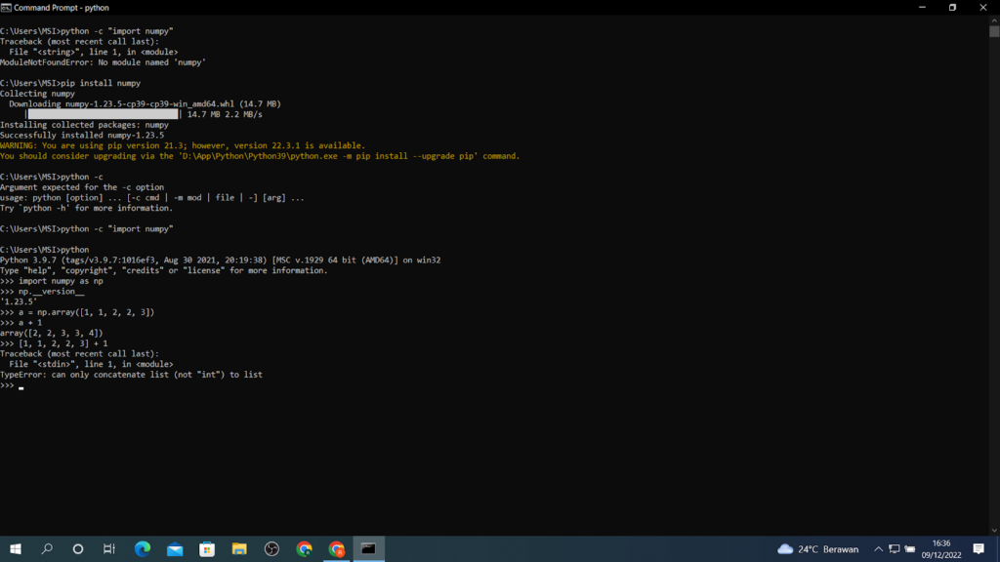 Command Prompt - python
C:\Users\MSI>python -c "import numpy"
Traceback (most recent call last):
  File "<string>", line 1, in <module>
ModuleNotFoundError: No module named 'numpy'
C:\Users\MSI>pip install numpy
Collecting numpy
  Downloading numpy-1.23.5-cp39-cp39-win_amd64.whl (14.7 MB)
     | | 14.7 MB 2.2 MB/s
Installing collected packages: numpy
Successfully installed numpy-1.23.5
WARNING: You are using pip version 21.3; however, version 22.3.1 is available.
You should consider upgrading via the 'D:\App\Python\Python39\python.exe -m pip install --upgrade pip' command.
C:\Users\MSI>python -c
Argument expected for the -c option
usage: python [option] ... [-c cmd | -m mod | file | -] [arg] ...
Try `python -h' for more information.
C:\Users\MSI>python -c "import numpy"
C:\Users\MSI>python
Python 3.9.7 (tags/v3.9.7:1016ef3, Aug 30 2021, 20:19:38) [MSC v.1929 64 bit (AMD64)] on win32
Type "help", "copyright", "credits" or "license" for more information.
>>> import numpy as np
>>> np.__version__
'1.23.5'
>>> a = np.array([1, 1, 2, 2, 3])
>>> a + 1
array([2, 2, 3, 3, 4])
>>> [1, 1, 2, 2, 3] + 1
Traceback (most recent call last):
  File "<stdin>", line 1, in <module>
TypeError: can only concatenate list (not "int") to list
>>> _
24°C Berawan
16:36
09/12/2022